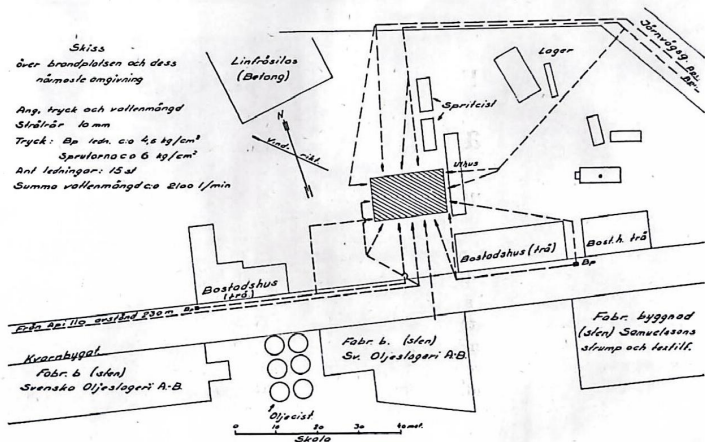 Skiss
över brandplatsen och dess
närmaste omgivning
Ang. tryck och vattenmängd
Strålrör 10 mm
Tryck: Bp ledn. c:a 4,5 kg/cm²
Sprutorna c:a 6 kg/cm²
Ant ledningar: 15 st
Summa vattenmängd c:a 2100 l/min
Linfrösilos
(Betong)
N
Vind. rikt.
Lager
Spritcist
Uthus
Järnvägsg.
Bostadshus
(trä)
Bostadshus (trä)
Bost.h. trä
Bp
Från Ap: 110 avstånd 230 m
Bp
Kvarnbygat.
Fabr. b (sten)
Svenska Oljeslageri A-B.
Fabr. b. (sten)
Sv. Oljeslageri A-B.
Fabr. byggnad
(sten) Samuelssons
strump och textilf.
Oljecist.
0 10 20 30 40 met.
Skala